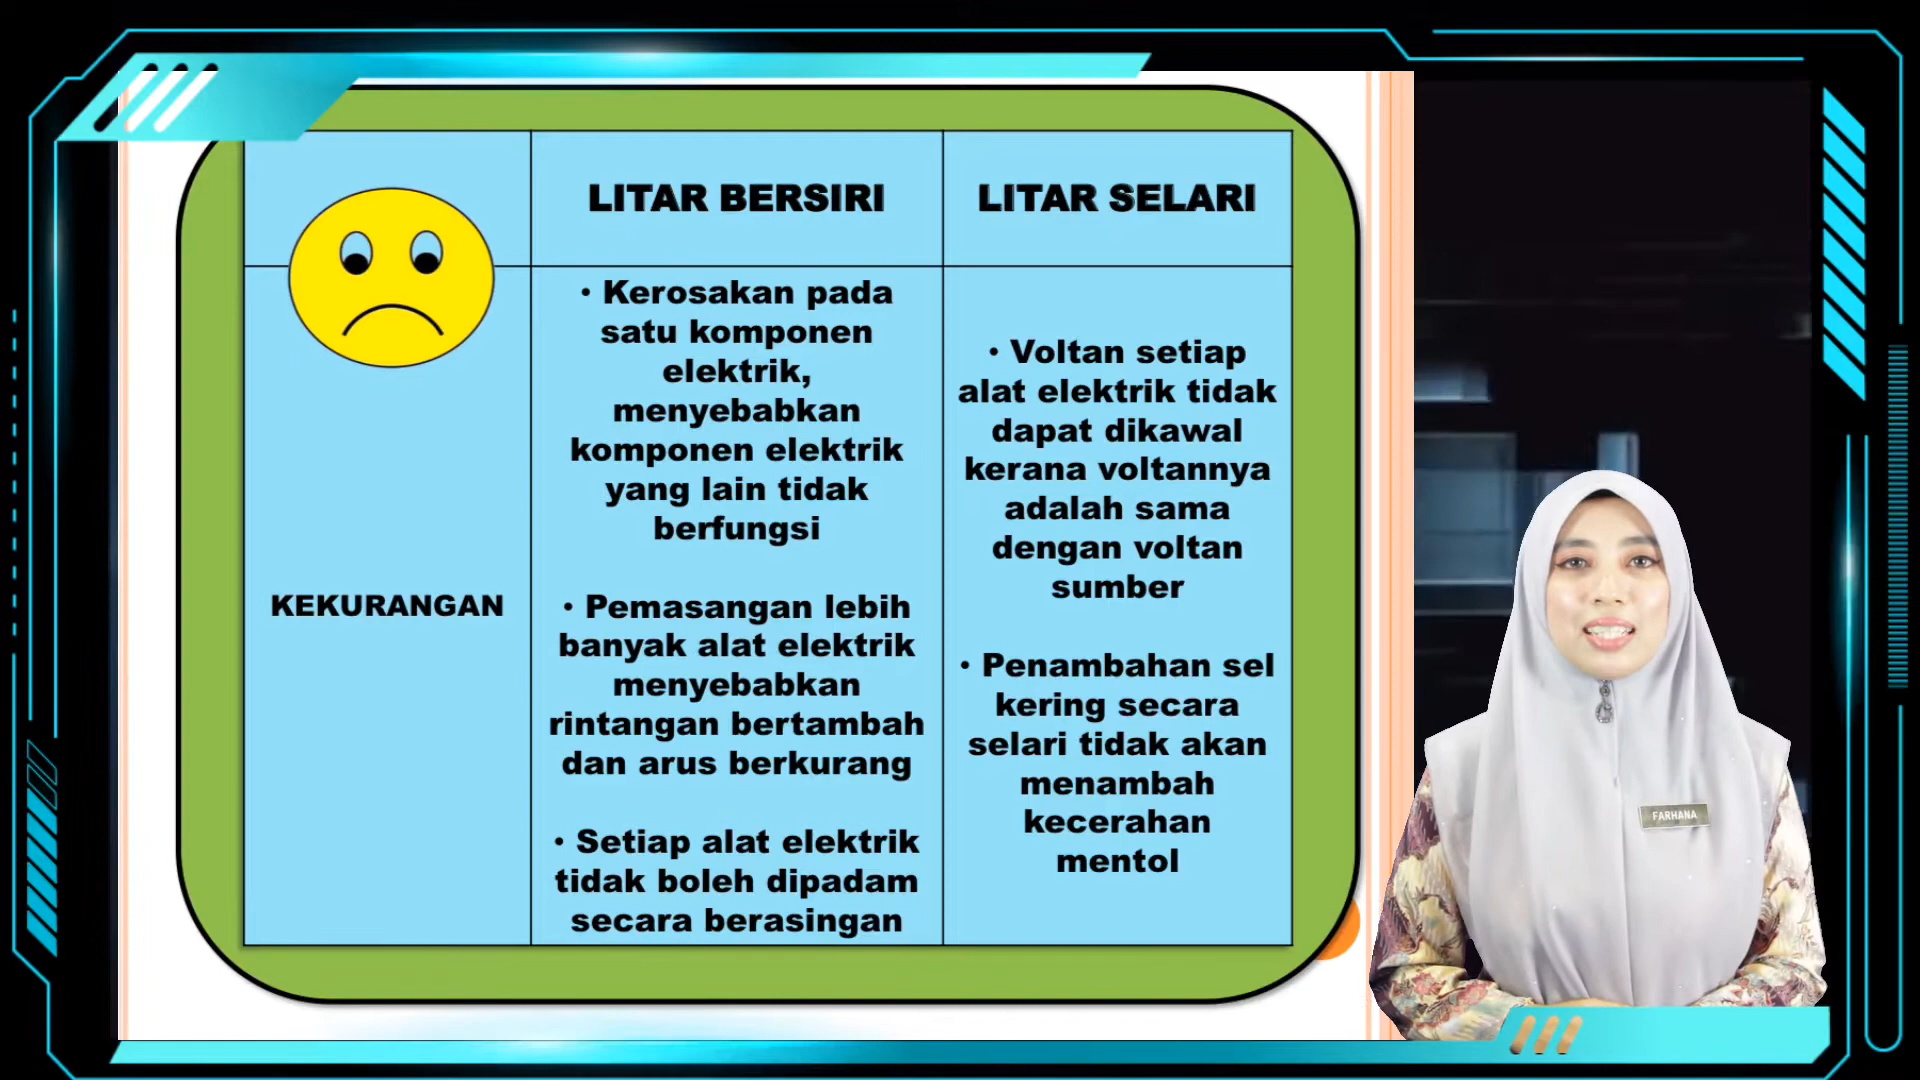 LITAR BERSIRI
LITAR SELARI
KEKURANGAN
• Kerosakan pada
satu komponen
elektrik,
menyebabkan
komponen elektrik
yang lain tidak
berfungsi
• Pemasangan lebih
banyak alat elektrik
menyebabkan
rintangan bertambah
dan arus berkurang
• Setiap alat elektrik
tidak boleh dipadam
secara berasingan
• Voltan setiap
alat elektrik tidak
dapat dikawal
kerana voltannya
adalah sama
dengan voltan
sumber
• Penambahan sel
kering secara
selari tidak akan
menambah
kecerahan
mentol
FARHANA